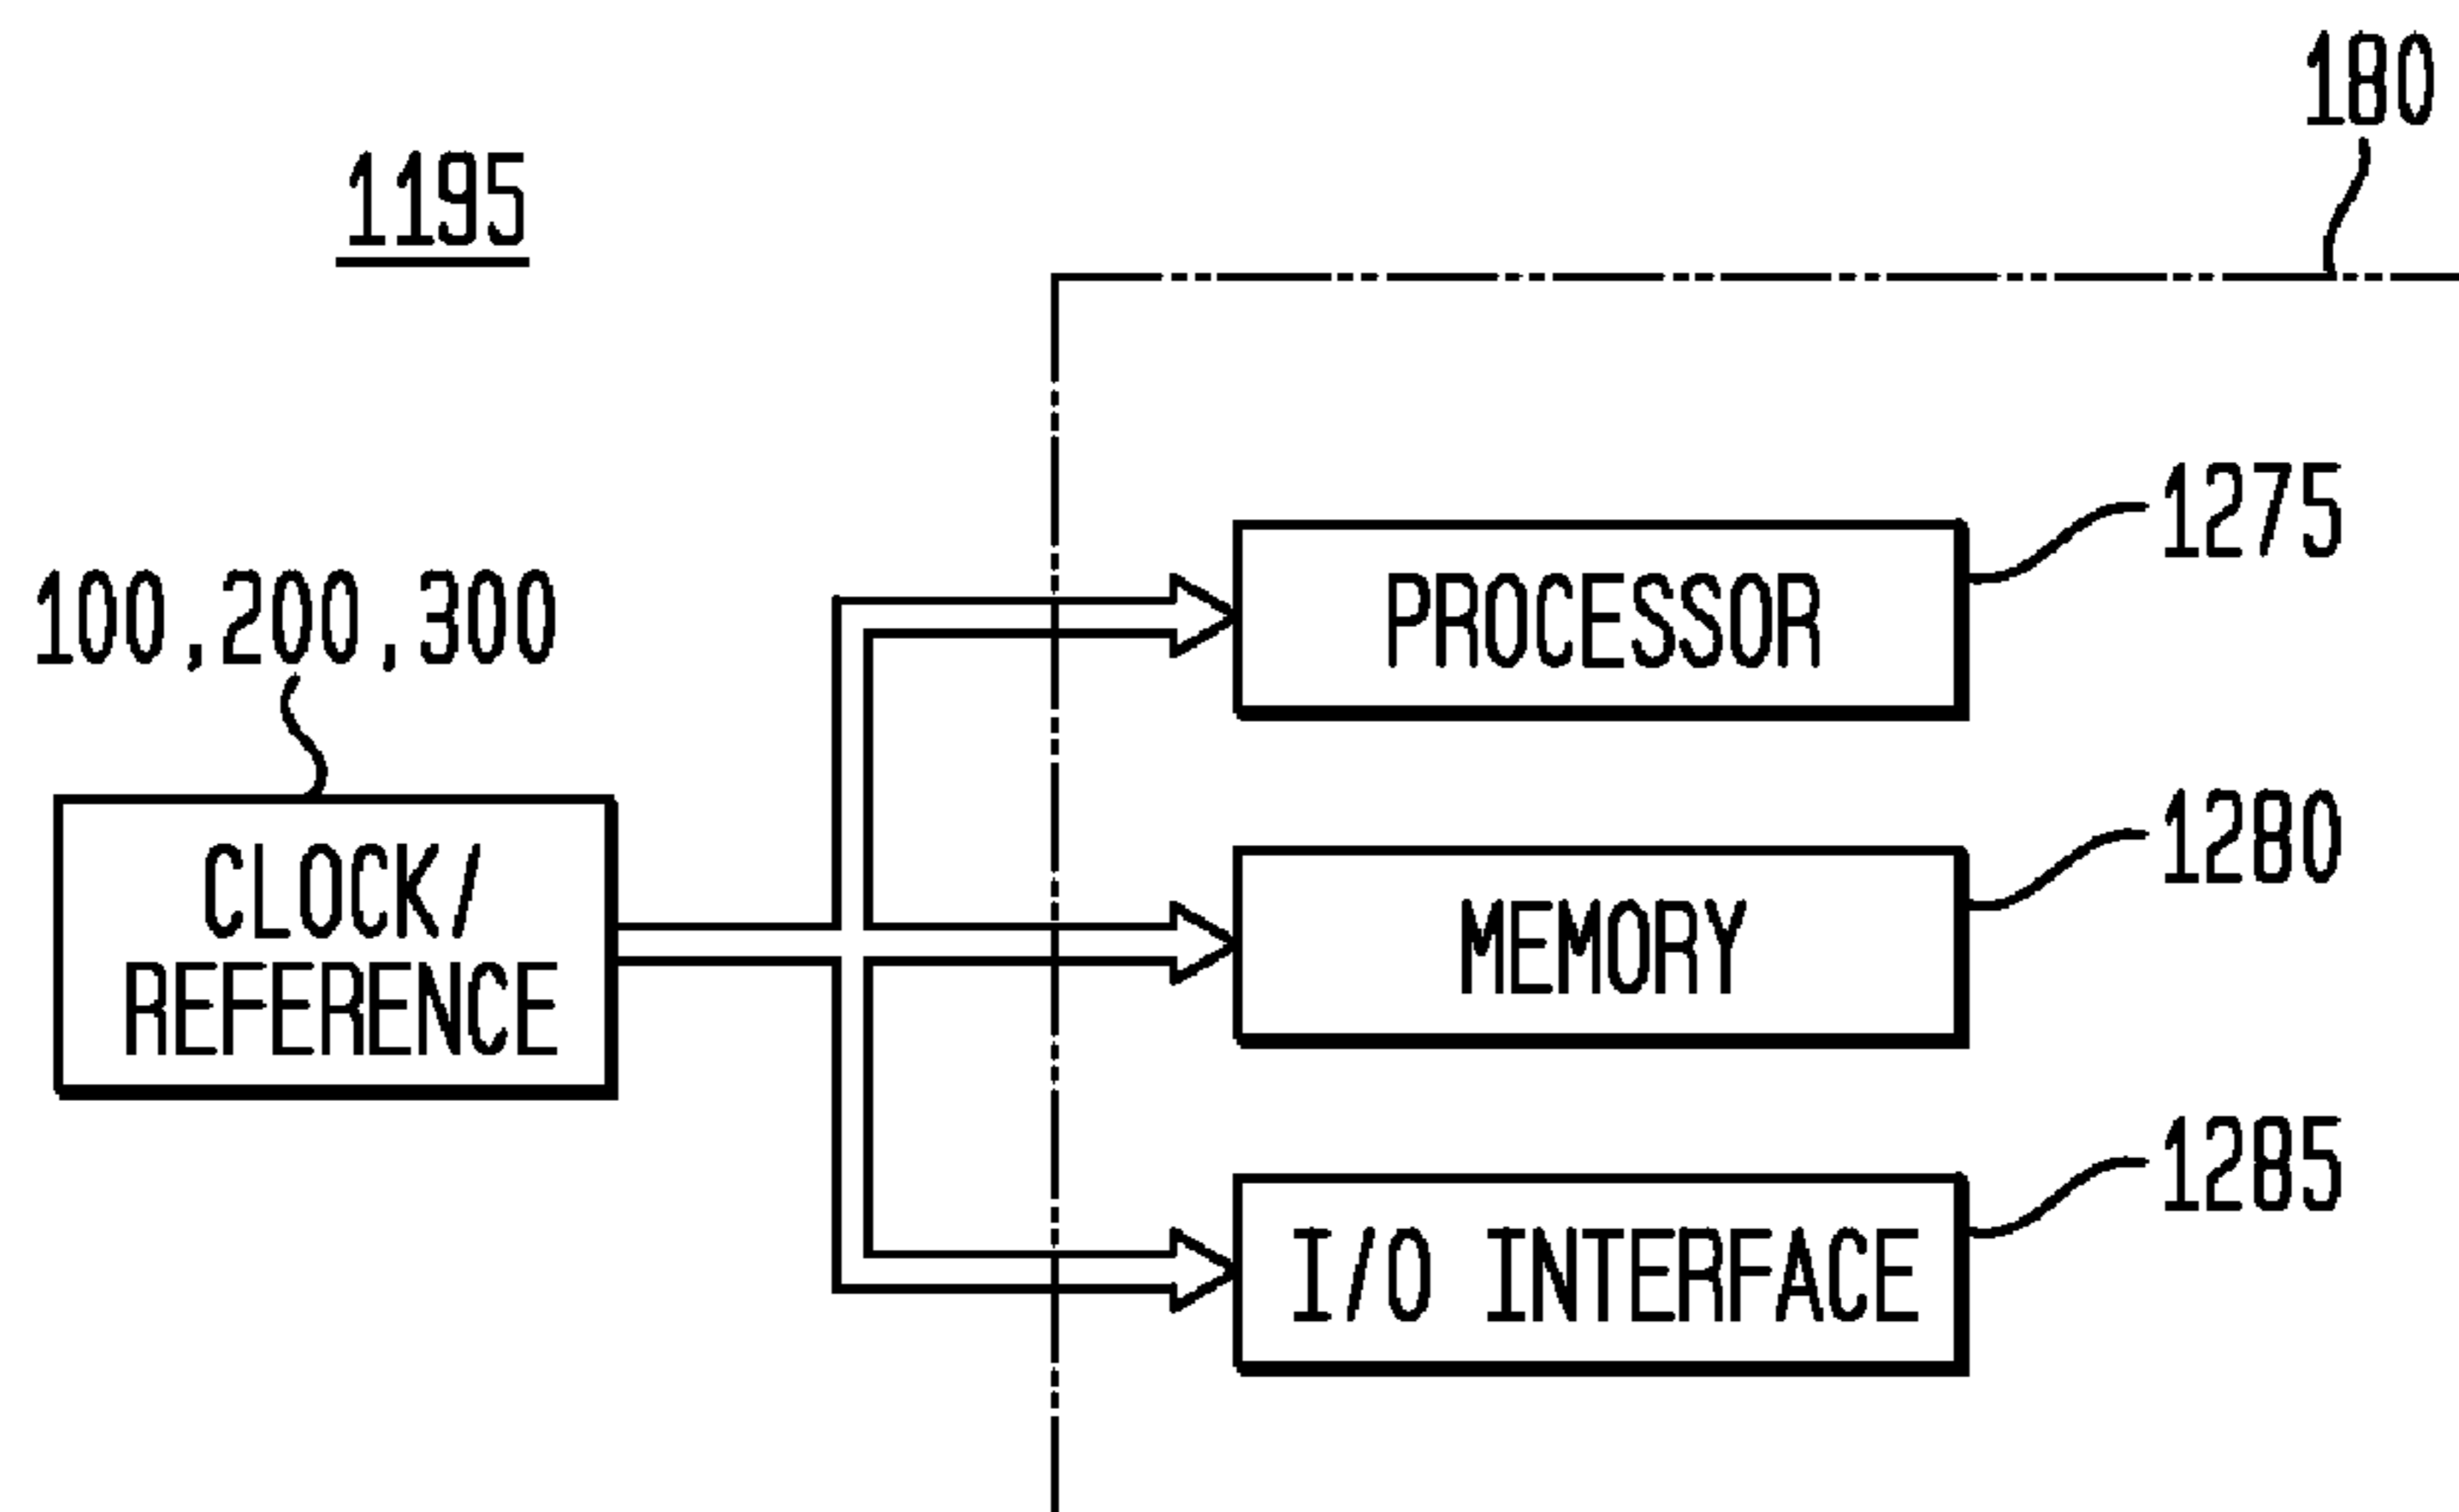 180
1195
1275
100,200,300
PROCESSOR
1280
CLOCK/
REFERENCE
MEMORY
1285
I/O INTERFACE